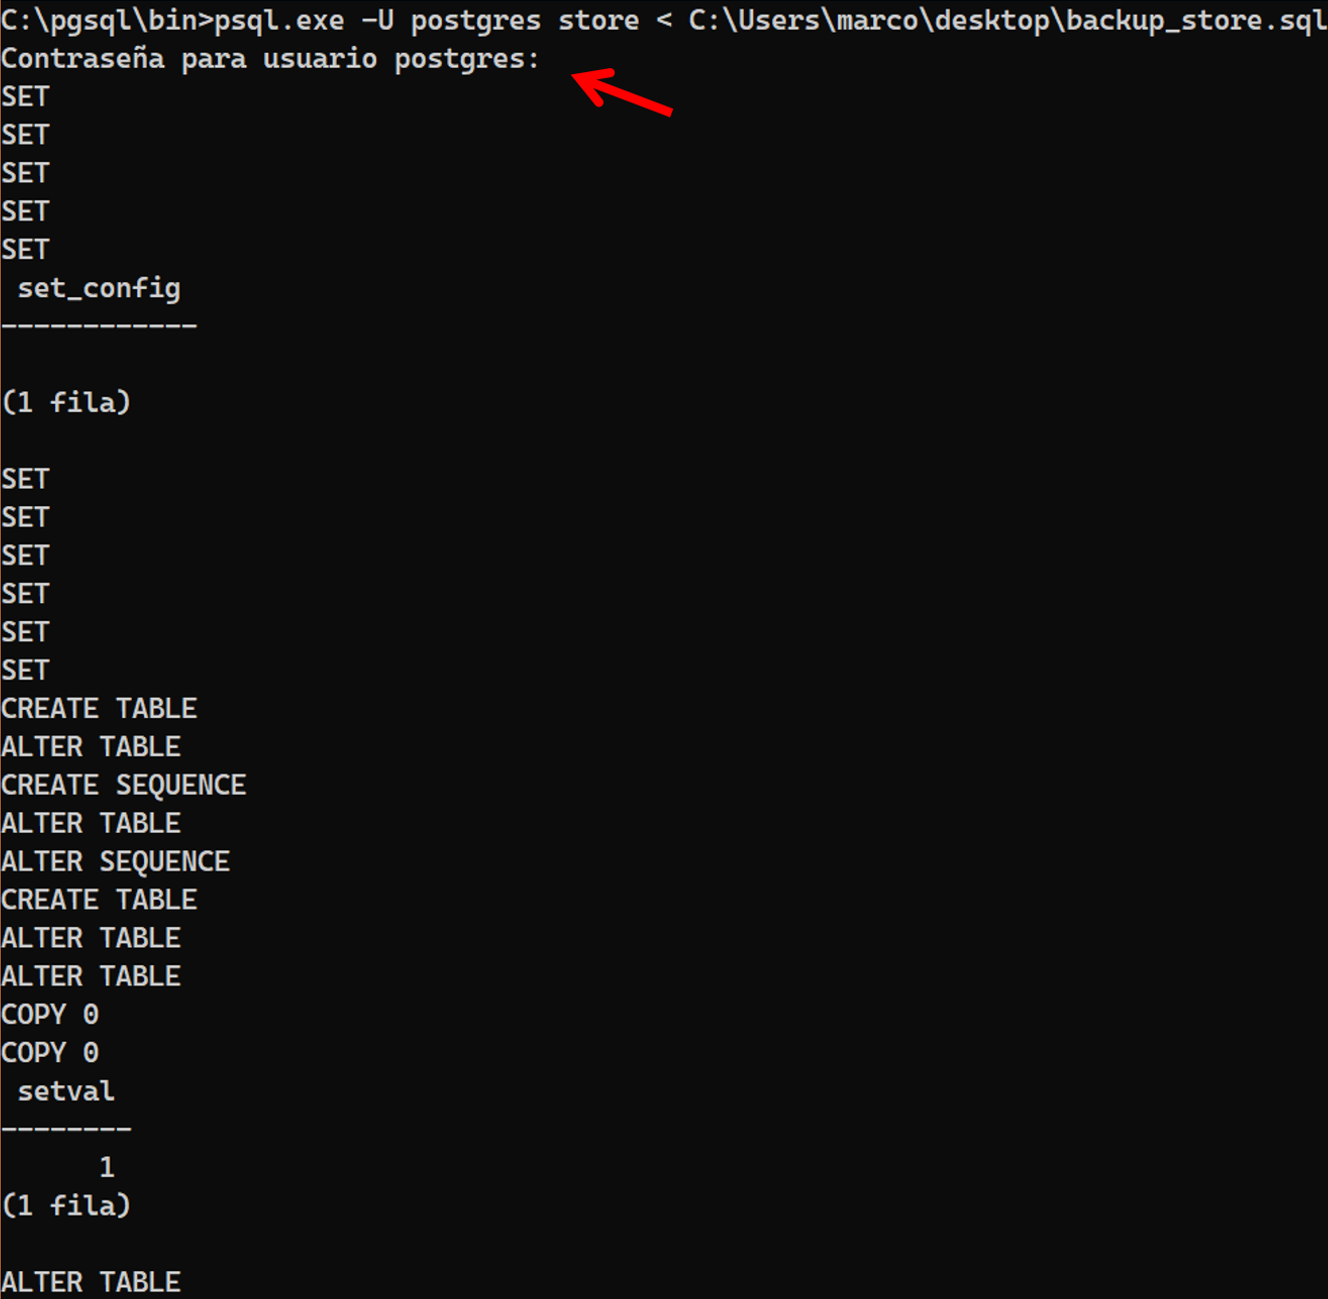 C:\pgsql\bin>psql.exe -U postgres store < C:\Users\marco\desktop\backup_store.sql
Contraseña para usuario postgres:
SET
SET
SET
SET
SET
 set_config
------------

(1 fila)

SET
SET
SET
SET
SET
SET
CREATE TABLE
ALTER TABLE
CREATE SEQUENCE
ALTER TABLE
ALTER SEQUENCE
CREATE TABLE
ALTER TABLE
ALTER TABLE
COPY 0
COPY 0
 setval
--------
      1
(1 fila)

ALTER TABLE